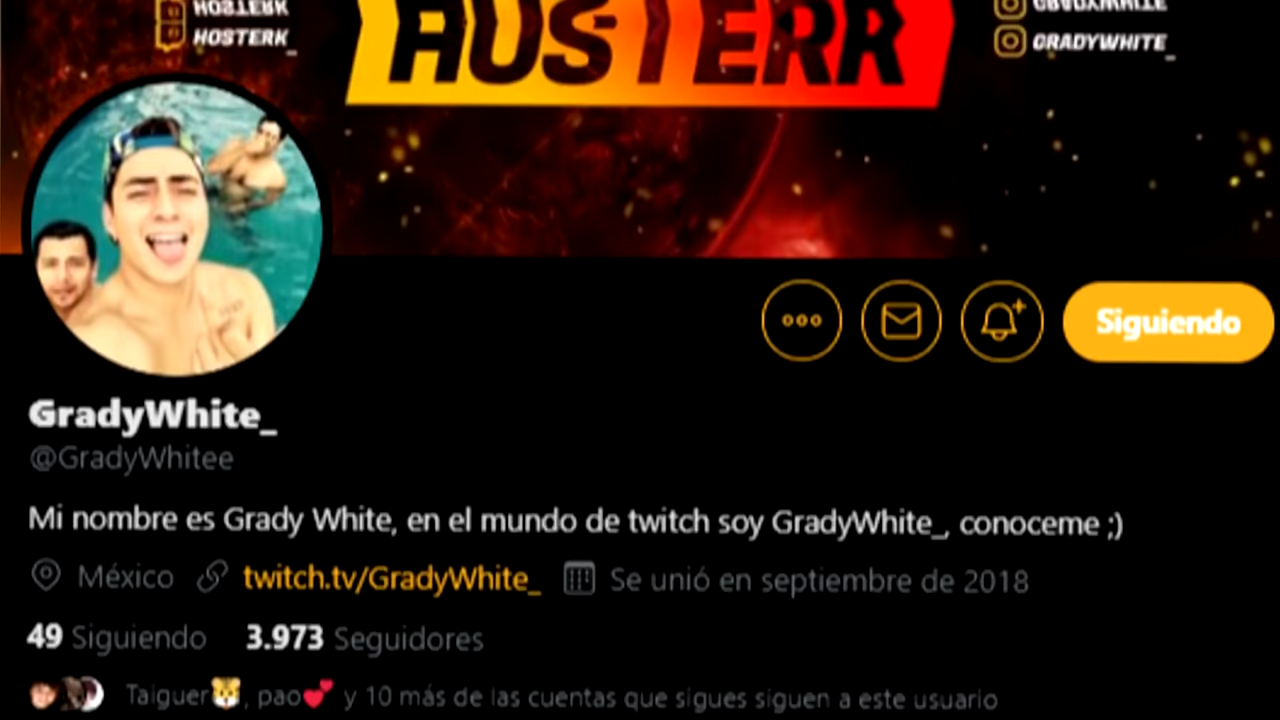 HOSTERK_
GRADYWHITE_
Siguiendo
GradyWhite_
@GradyWhitee
Mi nombre es Grady White, en el mundo de twitch soy GradyWhite_, conoceme ;)
México twitch.tv/GradyWhite_ Se unió en septiembre de 2018
49 Siguiendo 3.973 Seguidores
Taiguer🐯, pao💕 y 10 más de las cuentas que sigues siguen a este usuario